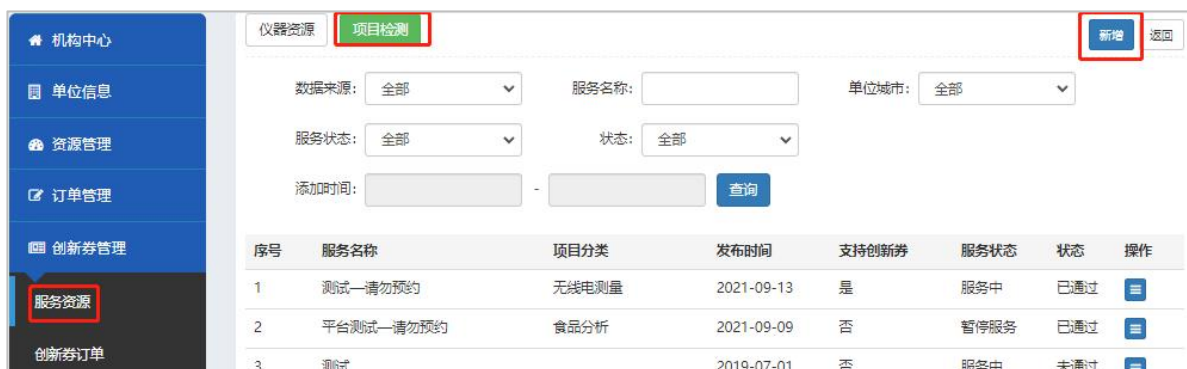 机构中心
单位信息
资源管理
订单管理
创新券管理
服务资源
创新券订单
仪器资源 项目检测 新增 返回
数据来源: 全部 服务名称: 单位城市: 全部
服务状态: 全部 状态: 全部
添加时间: - 查询
序号 服务名称 项目分类 发布时间 支持创新券 服务状态 状态 操作
1 测试—请勿预约 无线电测量 2021-09-13 是 服务中 已通过
2 平台测试—请勿预约 食品分析 2021-09-09 否 暂停服务 已通过
3 测试 2019-07-01 否 服务中 未通过